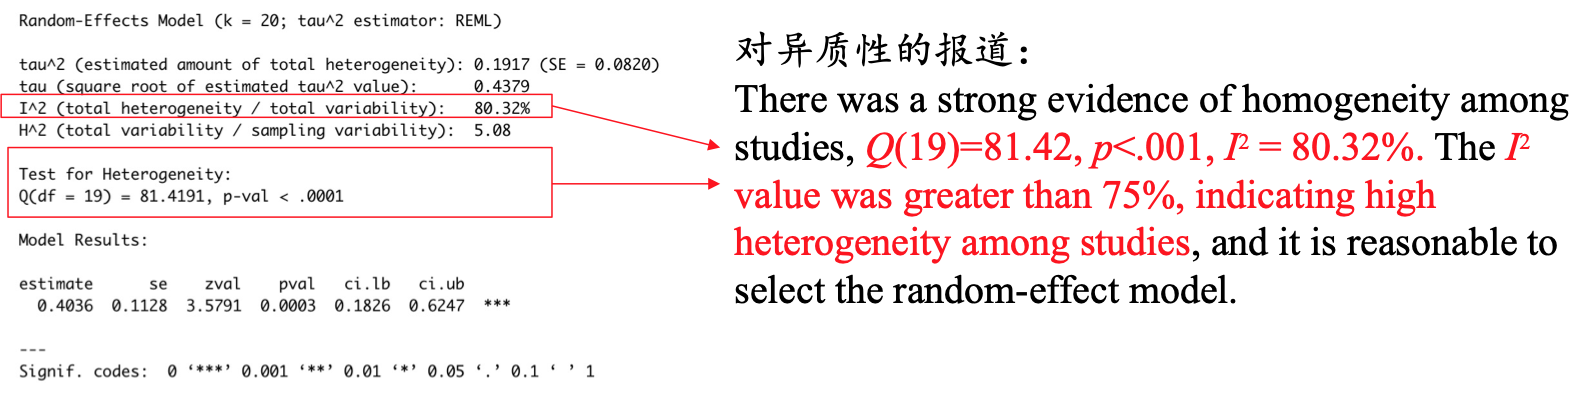 Random-Effects Model (k = 20; tau^2 estimator: REML)
tau^2 (estimated amount of total heterogeneity): 0.1917 (SE = 0.0820)
tau (square root of estimated tau^2 value): 0.4379
I^2 (total heterogeneity / total variability): 80.32%
H^2 (total variability / sampling variability): 5.08
Test for Heterogeneity:
Q(df = 19) = 81.4191, p-val < .0001
Model Results:
estimate se zval pval ci.lb ci.ub
0.4036 0.1128 3.5791 0.0003 0.1826 0.6247 ***
---
Signif. codes: 0 ‘***’ 0.001 ‘**’ 0.01 ‘*’ 0.05 ‘.’ 0.1 ‘ ’ 1
对异质性的报道：
There was a strong evidence of homogeneity among
studies, Q(19)=81.42, p<.001, I² = 80.32%. The I²
value was greater than 75%, indicating high
heterogeneity among studies, and it is reasonable to
select the random-effect model.